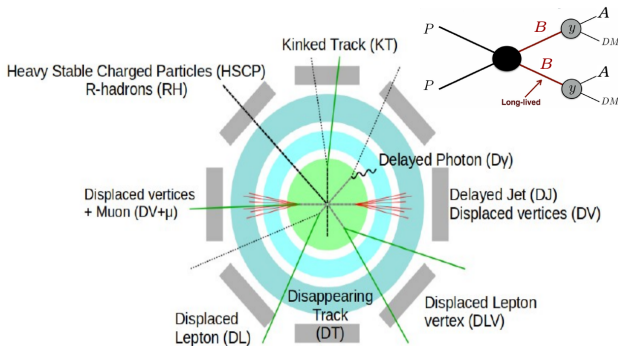 Kinked Track (KT)
Heavy Stable Charged Particles (HSCP)
R-hadrons (RH)
Delayed Photon (Dγ)
Displaced vertices
+ Muon (DV+μ)
Delayed Jet (DJ)
Displaced vertices (DV)
Displaced
Lepton (DL)
Disappearing
Track
(DT)
Displaced Lepton
vertex (DLV)
P
P
B
B
Long-lived
y
y
A
DM
A
DM